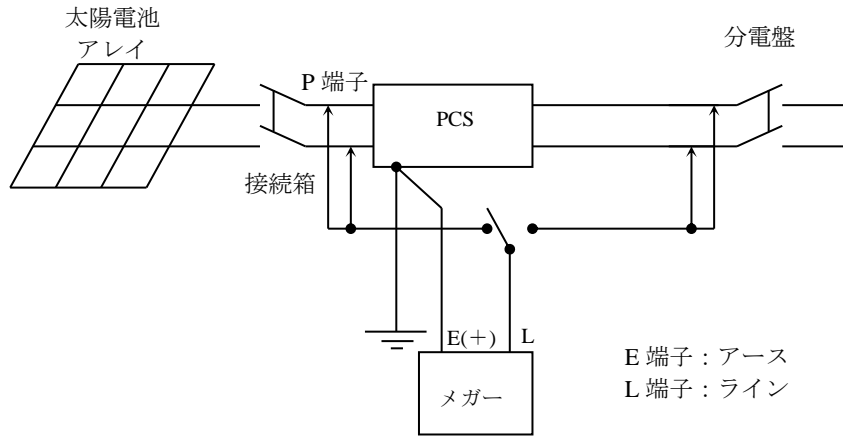 太陽電池
アレイ
分電盤
P 端子
PCS
接続箱
E(＋)
L
E 端子：アース
L 端子：ライン
メガー